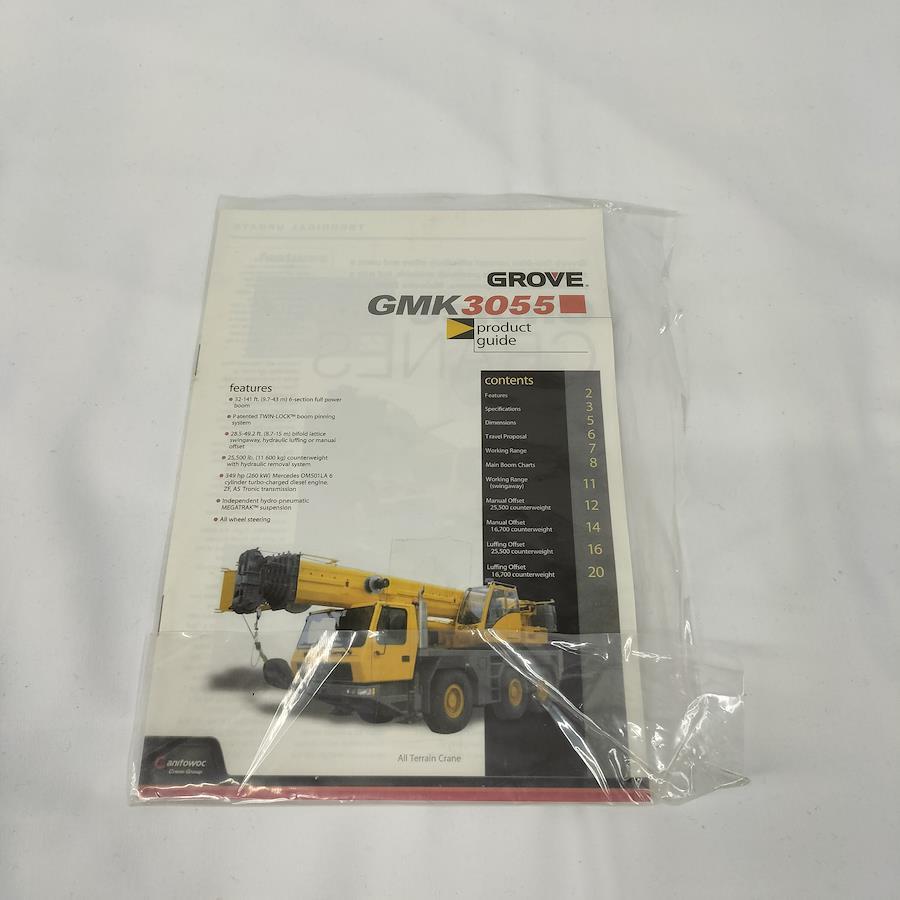 GROVE
GMK3055
product
guide
features
32-141 ft. (9.7-43 m) 6-section full power
boom
Patented TWIN-LOCK™ boom pinning
system
28.5-49.2 ft. (8.7-15 m) bifold lattice
swingaway, hydraulic luffing or manual
offset
25,500 lb. (11 600 kg) counterweight
with hydraulic removal system
349 hp (260 kW) Mercedes OM501LA 6
cylinder turbo-charged diesel engine.
ZF, AS Tronic transmission
Independent hydro-pneumatic
MEGATRAK™ suspension
All wheel steering
contents
Features 2
Specifications 3
Dimensions 5
Travel Proposal 6
Working Range 7
Main Boom Charts 8
Working Range
(swingaway) 11
Manual Offset
25,500 counterweight 12
Manual Offset
16,700 counterweight 14
Luffing Offset
25,500 counterweight 16
Luffing Offset
16,700 counterweight 20
GROVE
All Terrain Crane
Manitowoc
Crane Group